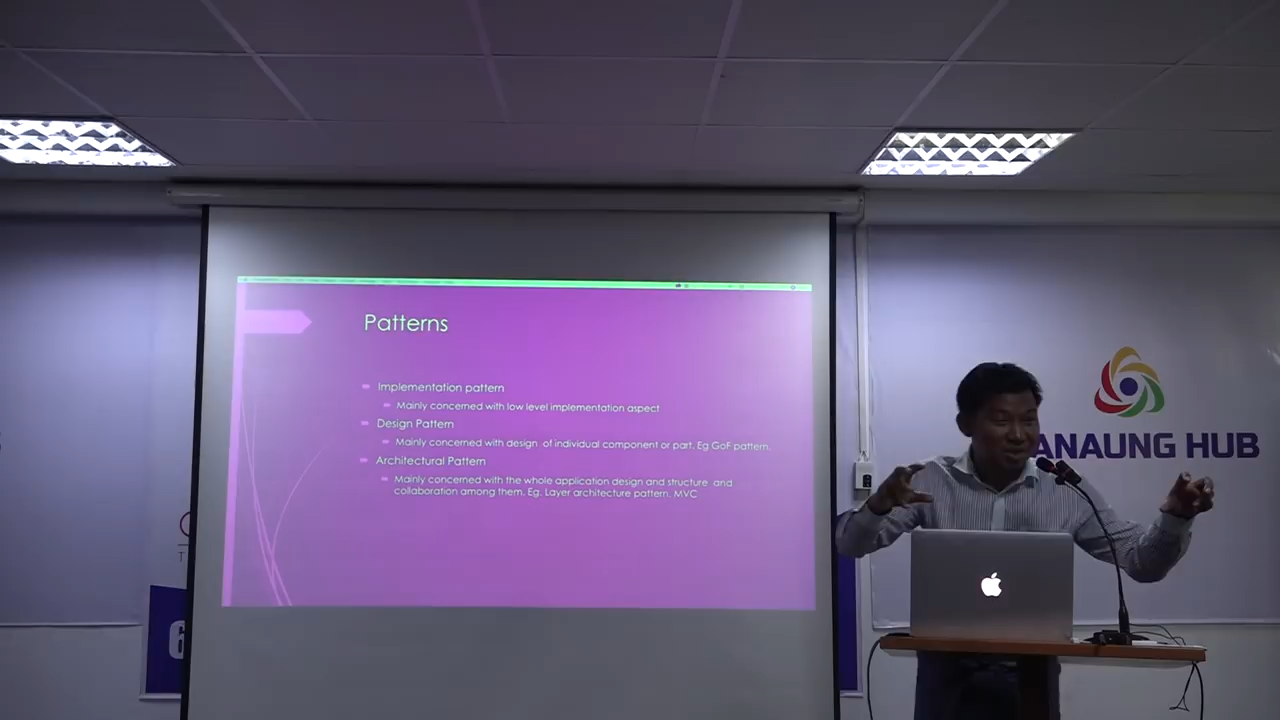 Patterns
Implementation pattern
Mainly concerned with low level implementation aspect
Design Pattern
Mainly concerned with design of individual component or part. Eg GoF pattern.
Architectural Pattern
Mainly concerned with the whole application design and structure and
collaboration among them. Eg. Layer architecture pattern. MVC
ANAUNG HUB
6
T